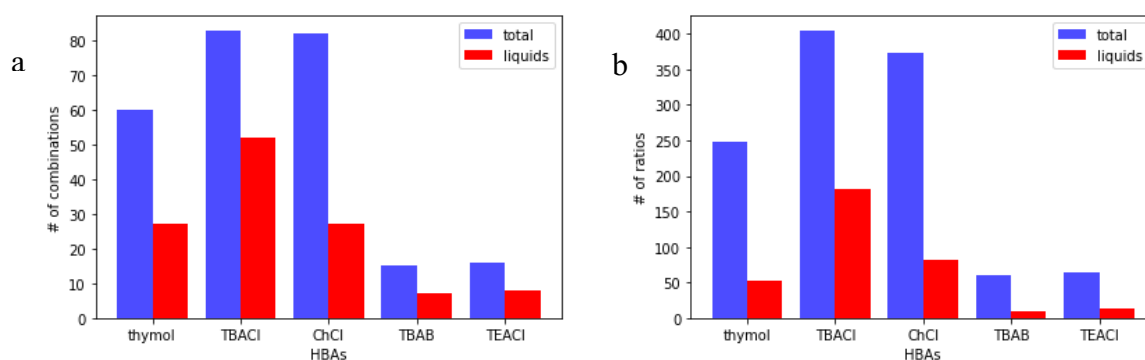 a
# of combinations
80
70
60
50
40
30
20
10
0
total
liquids
thymol TBACl ChCl TBAB TEACl
HBAs
b
# of ratios
400
350
300
250
200
150
100
50
0
total
liquids
thymol TBACl ChCl TBAB TEACl
HBAs